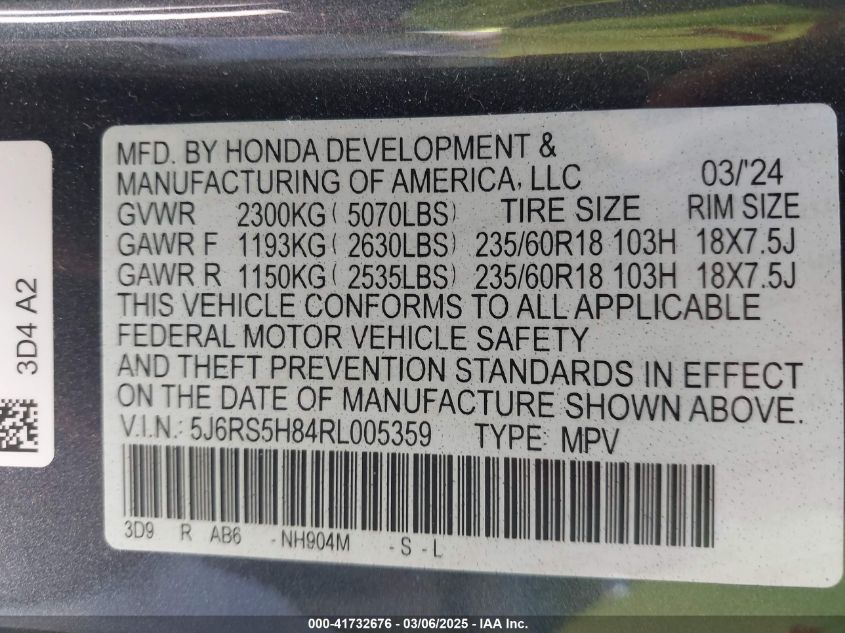 MFD. BY HONDA DEVELOPMENT &
MANUFACTURING OF AMERICA, LLC 03/'24
GVWR 2300KG ( 5070LBS) TIRE SIZE RIM SIZE
GAWR F 1193KG ( 2630LBS) 235/60R18 103H 18X7.5J
GAWR R 1150KG ( 2535LBS) 235/60R18 103H 18X7.5J
THIS VEHICLE CONFORMS TO ALL APPLICABLE
FEDERAL MOTOR VEHICLE SAFETY
AND THEFT PREVENTION STANDARDS IN EFFECT
ON THE DATE OF MANUFACTURE SHOWN ABOVE.
V.I.N.: 5J6RS5H84RL005359 TYPE: MPV
3D9 R AB6 -NH904M -S-L
3D4 A2
000-41732676 - 03/06/2025 - IAA Inc.